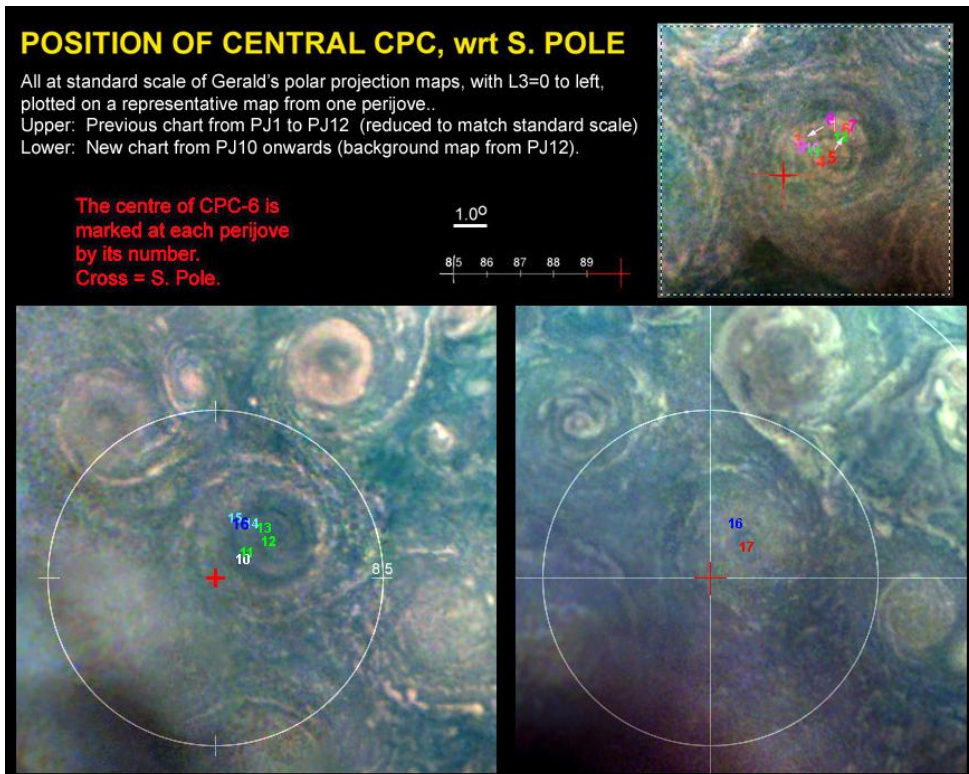 POSITION OF CENTRAL CPC, wrt S. POLE
All at standard scale of Gerald's polar projection maps, with L3=0 to left,
plotted on a representative map from one perijove..
Upper: Previous chart from PJ1 to PJ12 (reduced to match standard scale)
Lower: New chart from PJ10 onwards (background map from PJ12).
The centre of CPC-6 is
marked at each perijove
by its number.
Cross = S. Pole.
1.0º
85 86 87 88 89
4 5
15 16 14 13
12
11
10
85
16
17